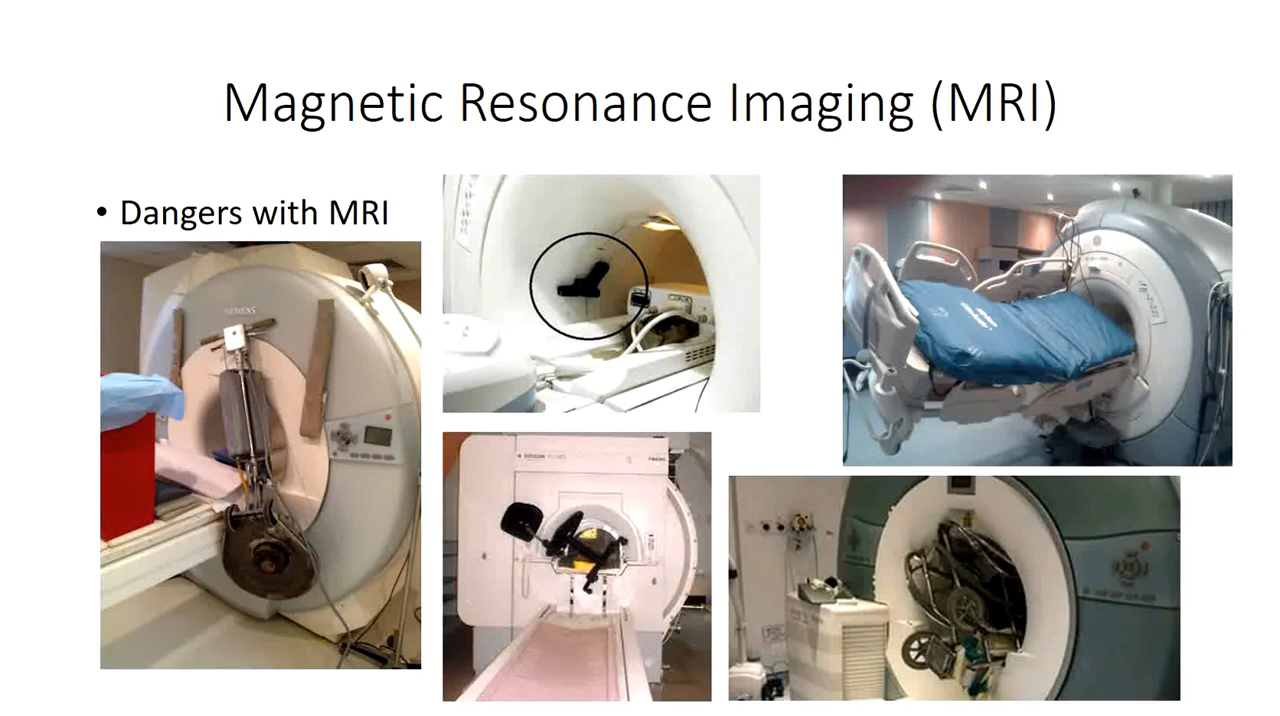 Magnetic Resonance Imaging (MRI)
• Dangers with MRI
SIEMENS